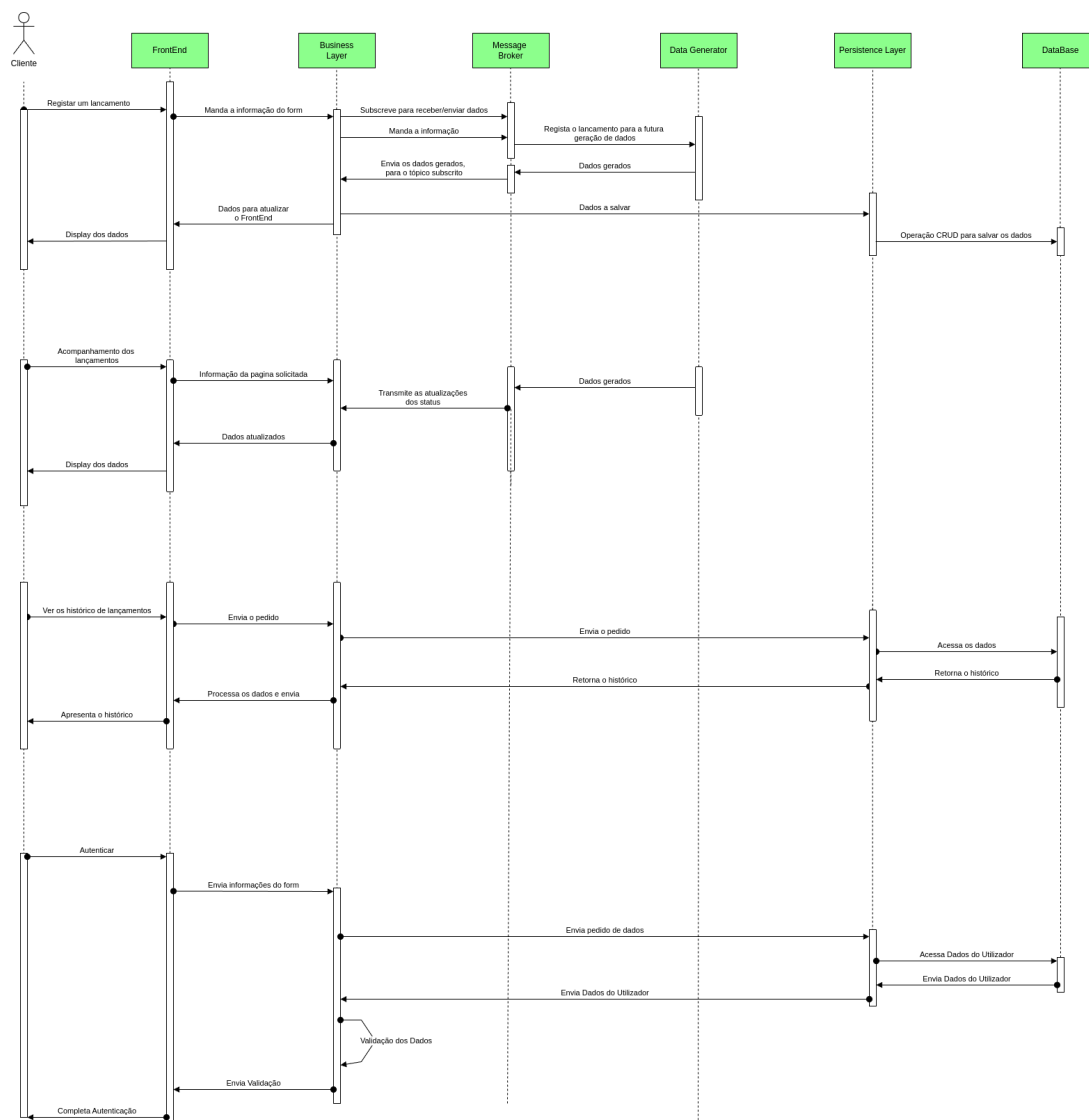 Cliente
FrontEnd
Business
Layer
Message
Broker
Data Generator
Persistence Layer
DataBase
Registar um lancamento
Manda a informação do form
Subscreve para receber/enviar dados
Manda a informação
Regista o lancamento para a futura
geração de dados
Envia os dados gerados,
para o tópico subscrito
Dados gerados
Dados para atualizar
o FrontEnd
Dados a salvar
Display dos dados
Operação CRUD para salvar os dados
Acompanhamento dos
lançamentos
Informação da pagina solicitada
Dados gerados
Transmite as atualizações
dos status
Dados atualizados
Display dos dados
Ver os histórico de lançamentos
Envia o pedido
Envia o pedido
Acessa os dados
Retorna o histórico
Retorna o histórico
Processa os dados e envia
Apresenta o histórico
Autenticar
Envia informações do form
Envia pedido de dados
Acessa Dados do Utilizador
Envia Dados do Utilizador
Envia Dados do Utilizador
Validação dos Dados
Envia Validação
Completa Autenticação